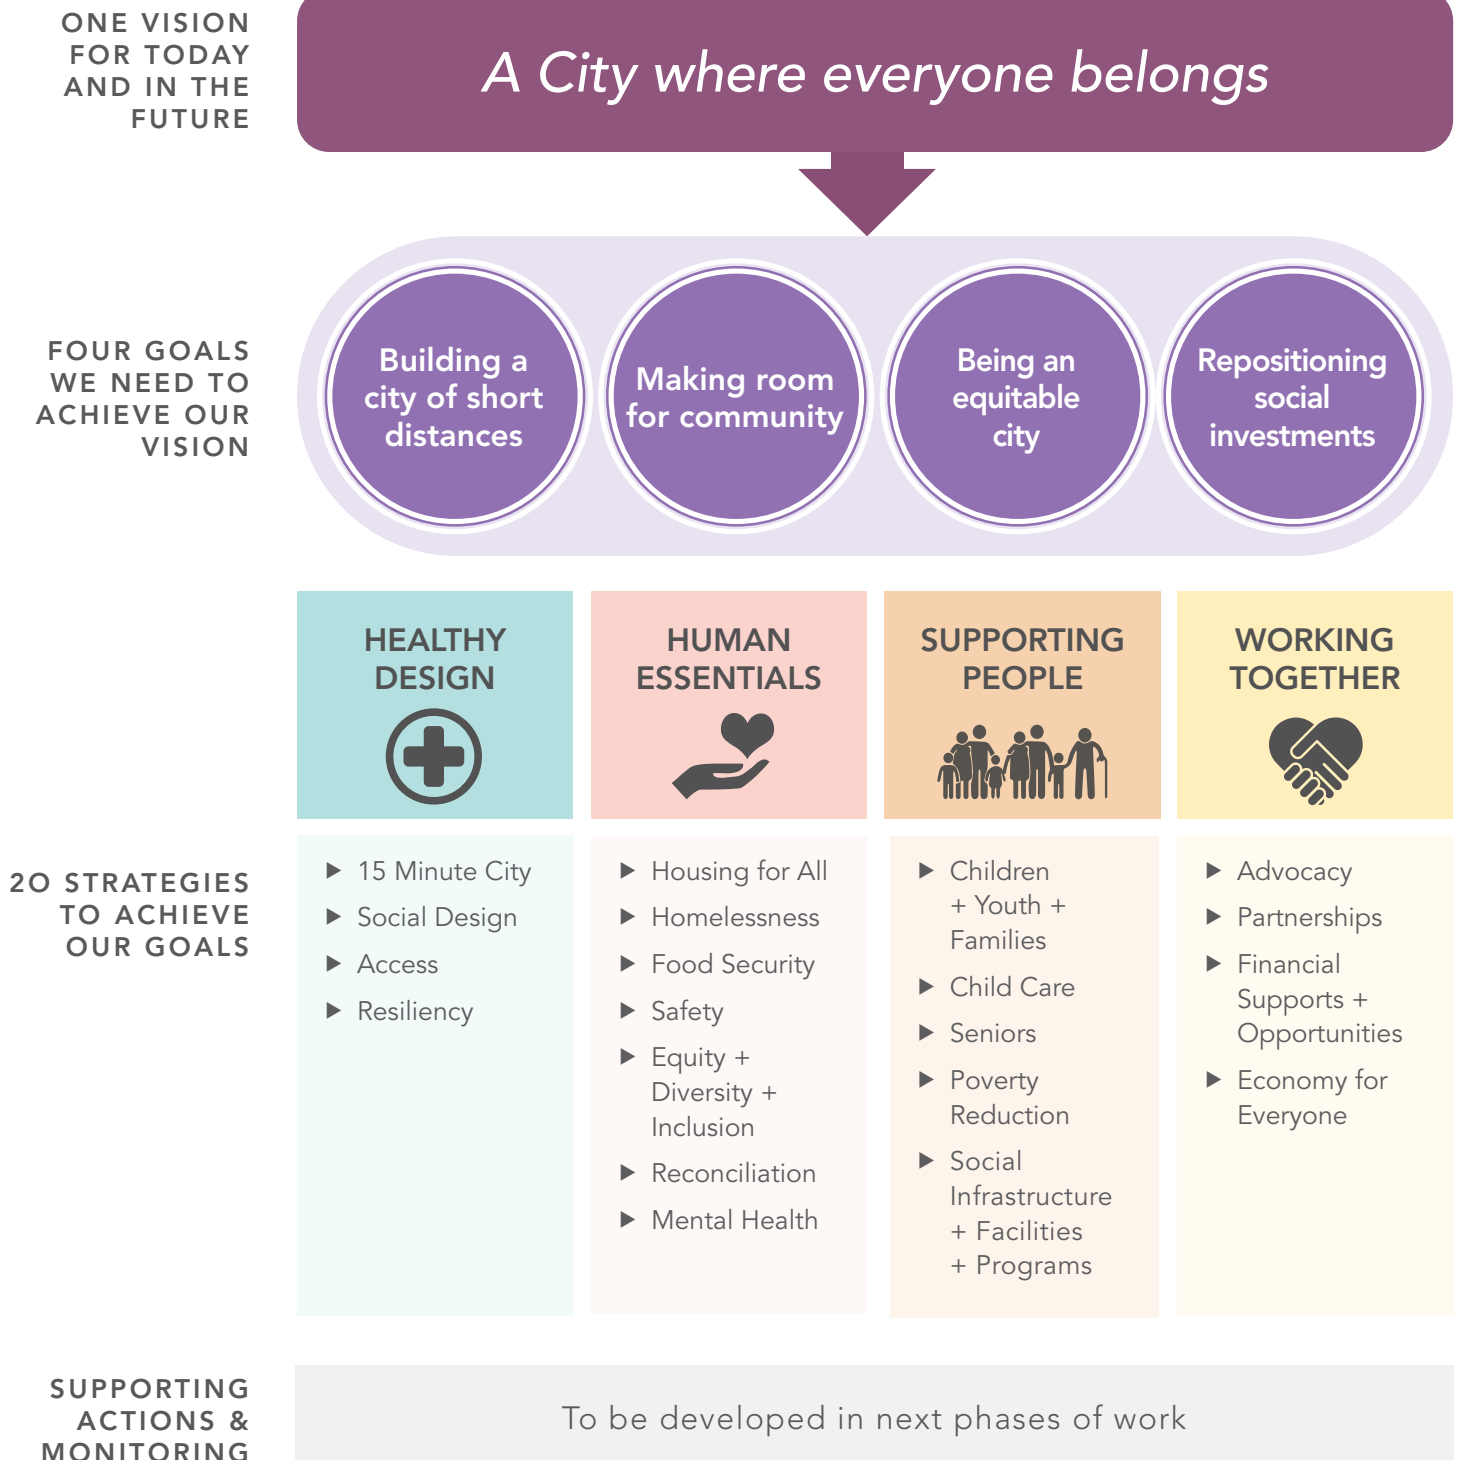 ONE VISION
FOR TODAY
AND IN THE
FUTURE
A City where everyone belongs
FOUR GOALS
WE NEED TO
ACHIEVE OUR
VISION
Building a
city of short
distances
Making room
for community
Being an
equitable
city
Repositioning
social
investments
HEALTHY
DESIGN
HUMAN
ESSENTIALS
SUPPORTING
PEOPLE
WORKING
TOGETHER
20 STRATEGIES
TO ACHIEVE
OUR GOALS
15 Minute City
Social Design
Access
Resiliency
Housing for All
Homelessness
Food Security
Safety
Equity +
Diversity +
Inclusion
Reconciliation
Mental Health
Children
+ Youth +
Families
Child Care
Seniors
Poverty
Reduction
Social
Infrastructure
+ Facilities
+ Programs
Advocacy
Partnerships
Financial
Supports +
Opportunities
Economy for
Everyone
SUPPORTING
ACTIONS &
MONITORING
To be developed in next phases of work